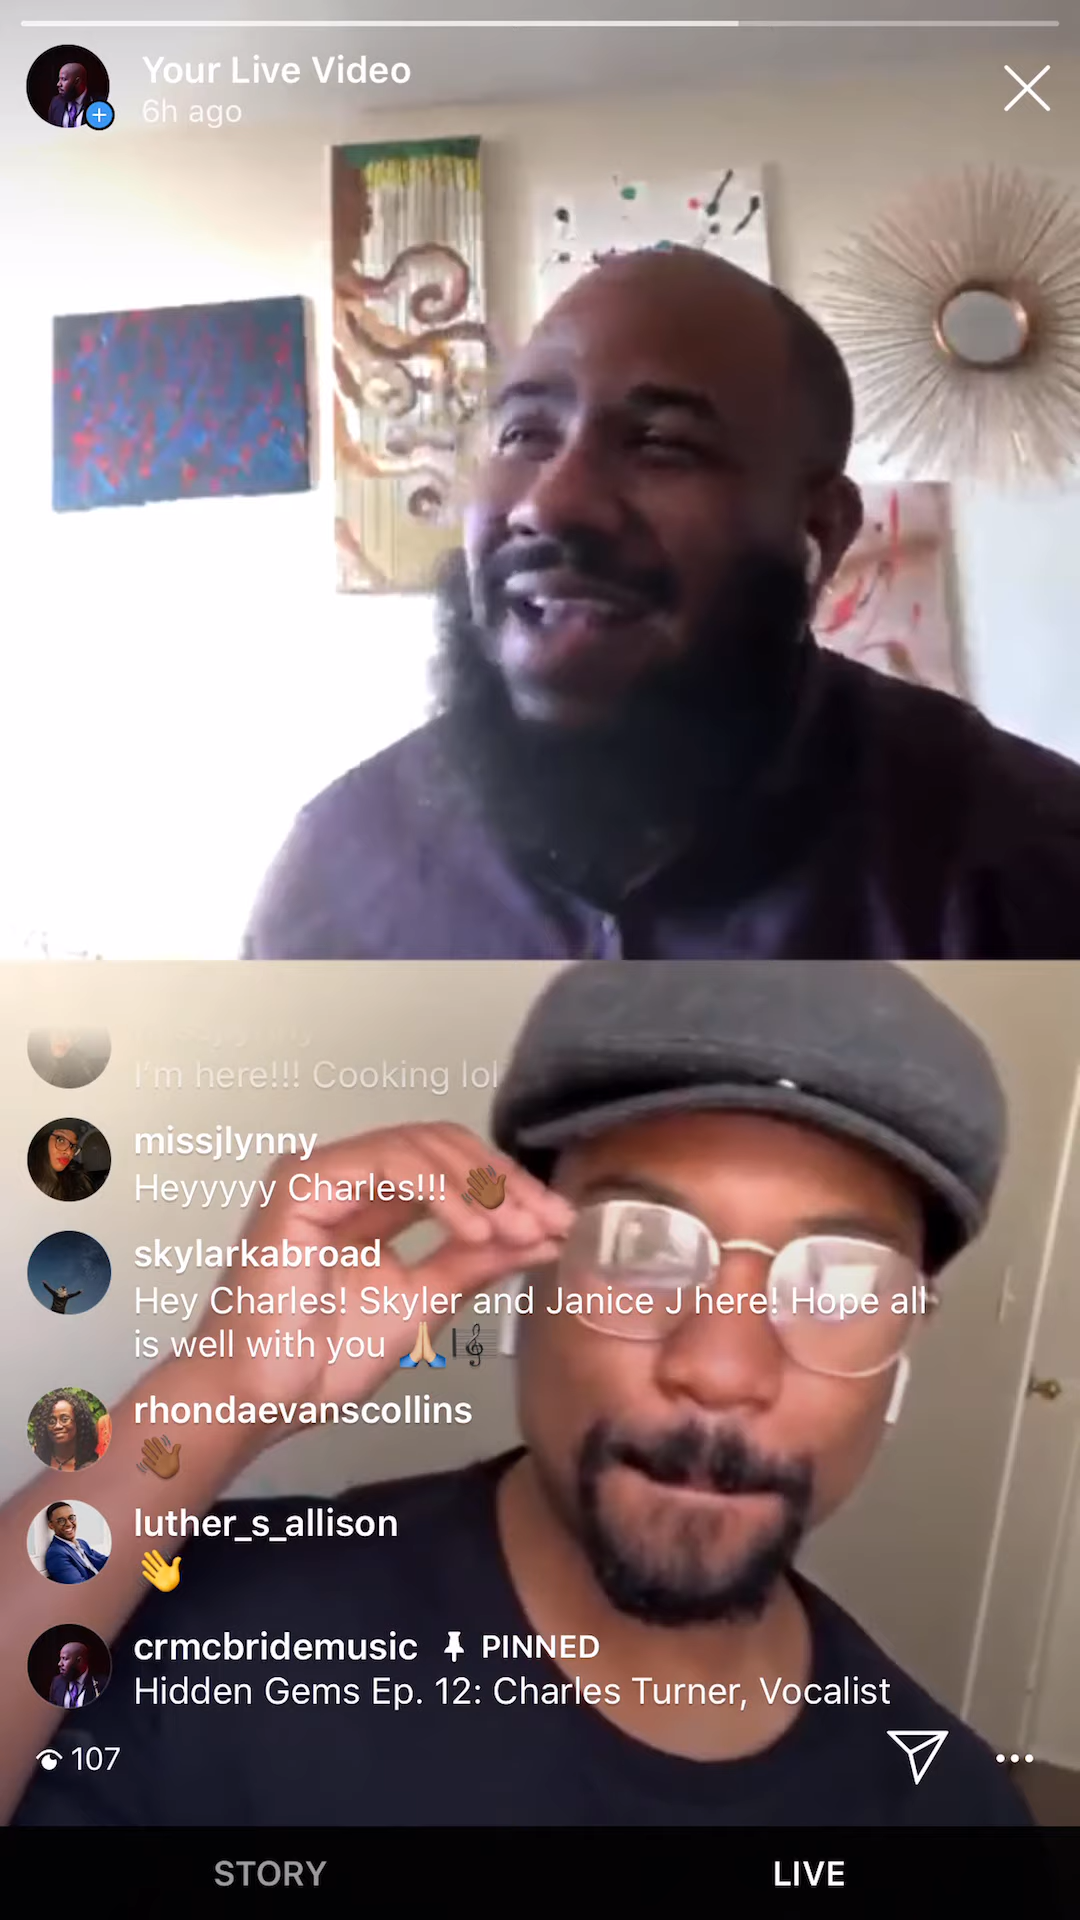 Your Live Video
6h ago
I'm here!!! Cooking lol
missjlynny
Heyyyyy Charles!!! 👋🏾
skylarkabroad
Hey Charles! Skyler and Janice J here! Hope all
is well with you 🙏🏼🎼
rhondaevanscollins
👋🏾
luther_s_allison
👋
crmcbridemusic PINNED
Hidden Gems Ep. 12: Charles Turner, Vocalist
107
STORY LIVE